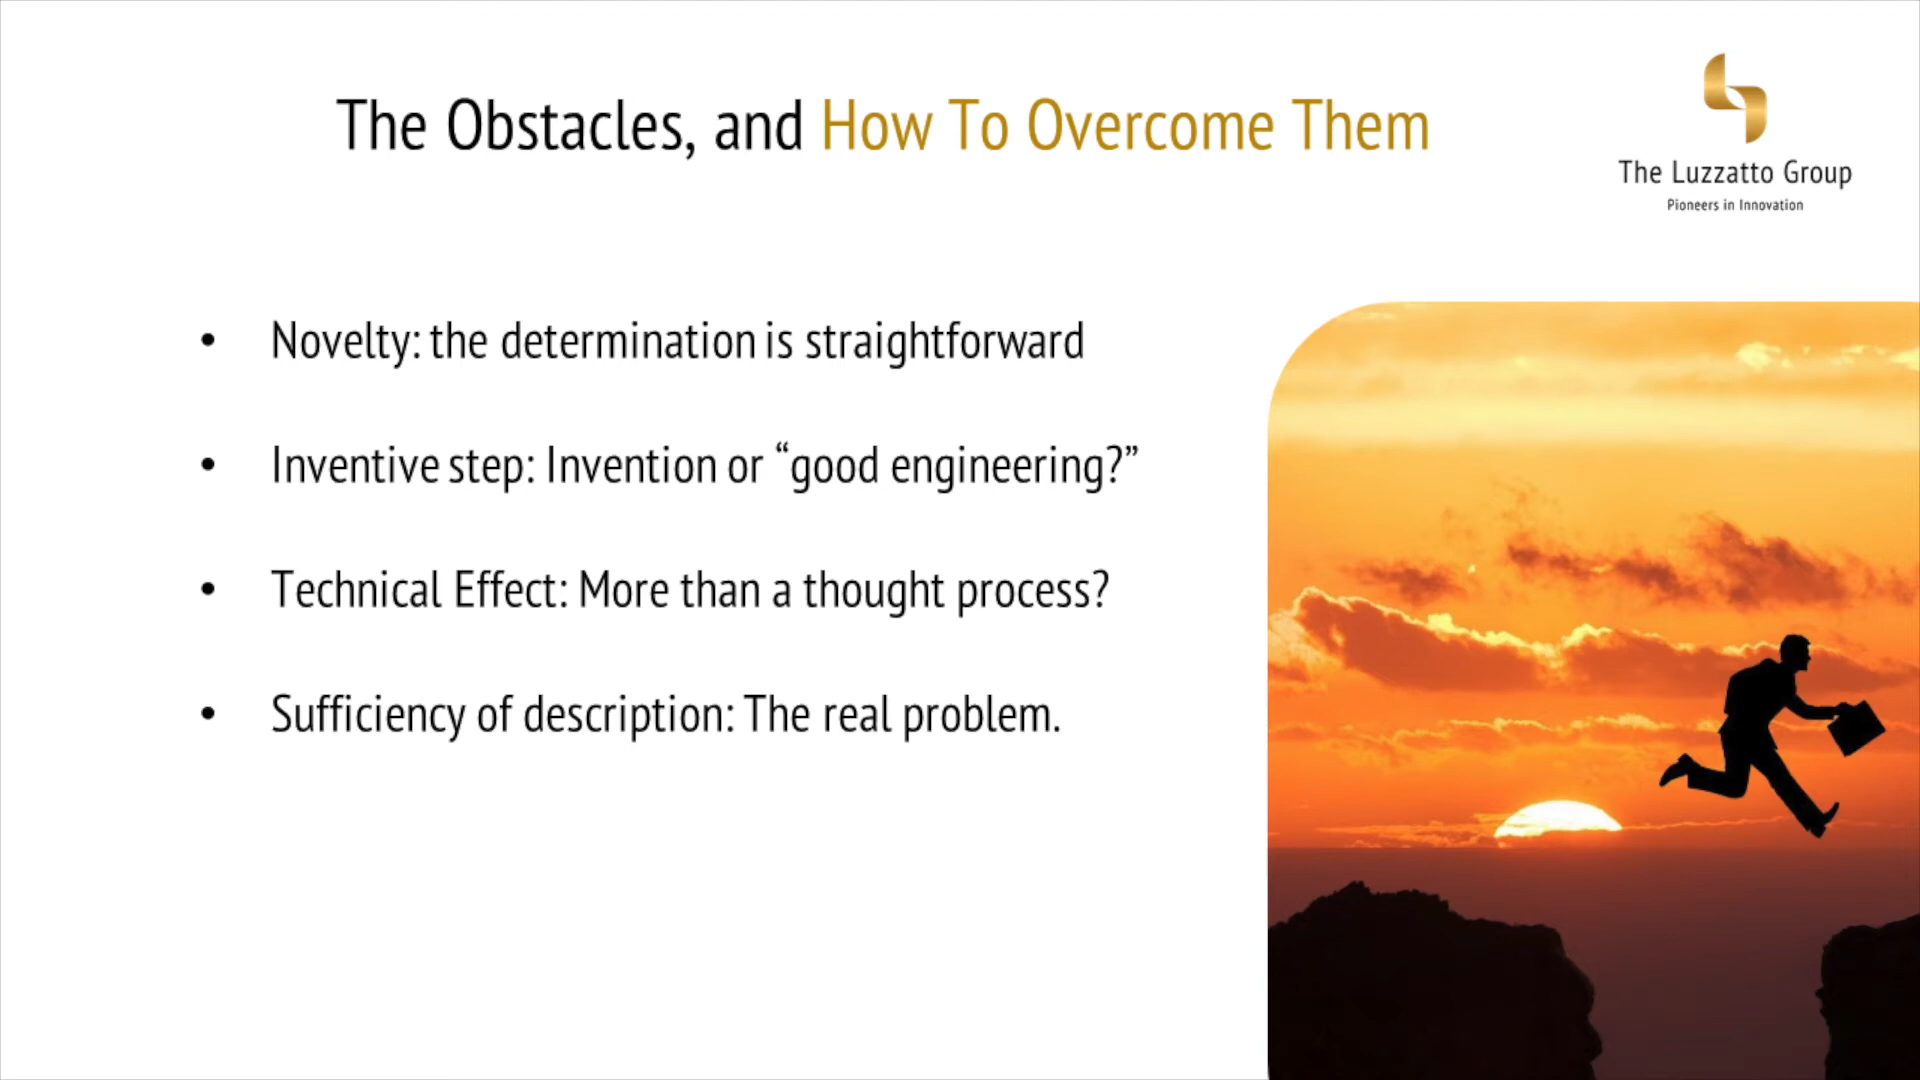 The Obstacles, and How To Overcome Them
The Luzzatto Group
Pioneers in Innovation
• Novelty: the determination is straightforward
• Inventive step: Invention or “good engineering?”
• Technical Effect: More than a thought process?
• Sufficiency of description: The real problem.